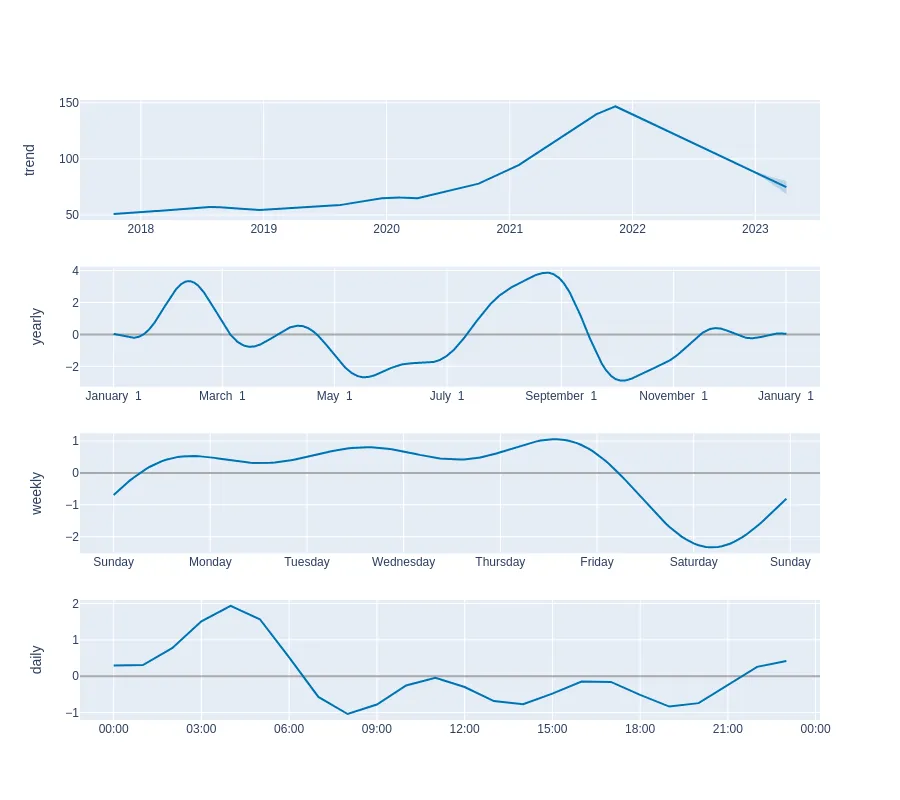 trend
150
100
50
2018 2019 2020 2021 2022 2023
yearly
4
2
0
−2
January 1 March 1 May 1 July 1 September 1 November 1 January 1
weekly
1
0
−1
−2
Sunday Monday Tuesday Wednesday Thursday Friday Saturday Sunday
daily
2
1
0
−1
00:00 03:00 06:00 09:00 12:00 15:00 18:00 21:00 00:00